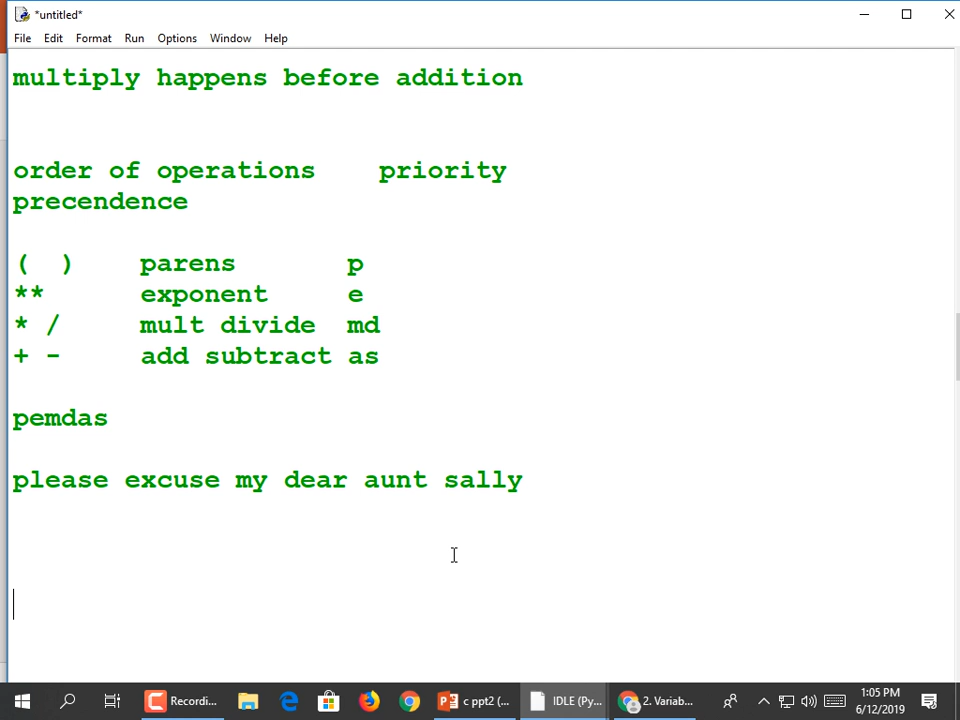 *untitled*
File Edit Format Run Options Window Help
multiply happens before addition
order of operations priority
precendence
( ) parens p
** exponent e
* / mult divide md
+ - add subtract as
pemdas
please excuse my dear aunt sally
Recordi... c ppt2 (... IDLE (Py... 2. Variab... 1:05 PM
6/12/2019